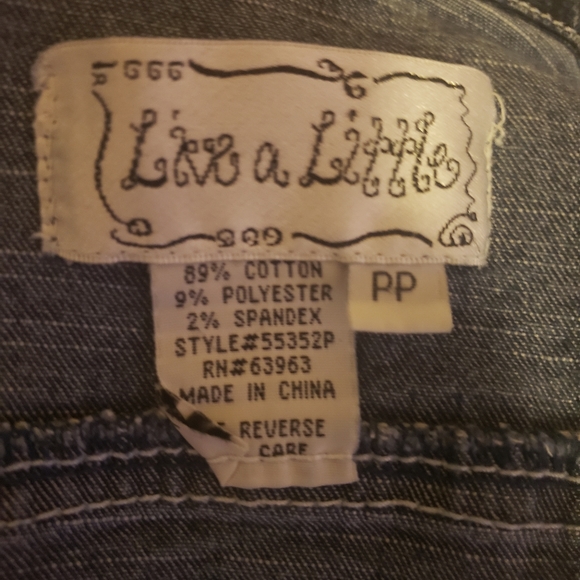 Live a Little
PP
89% COTTON
9% POLYESTER
2% SPANDEX
STYLE#55352P
RN#63963
MADE IN CHINA
REVERSE
CARE